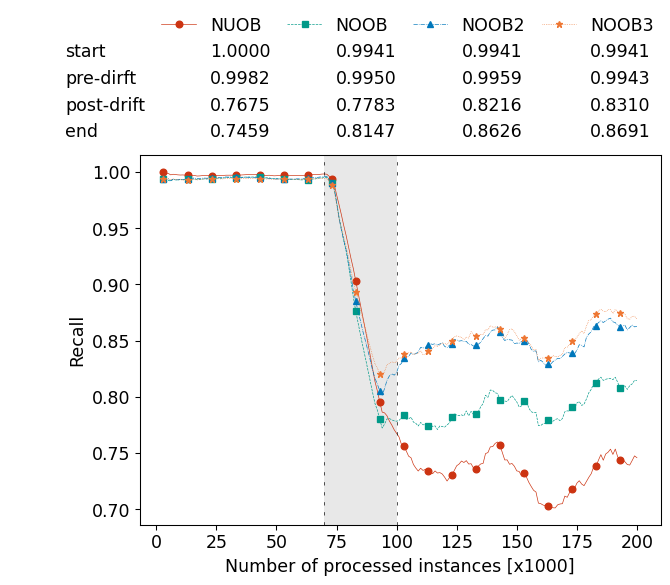 NUOB NOOB NOOB2 NOOB3
start 1.0000 0.9941 0.9941 0.9941
pre-dirft 0.9982 0.9950 0.9959 0.9943
post-drift 0.7675 0.7783 0.8216 0.8310
end 0.7459 0.8147 0.8626 0.8691
1.00
0.95
0.90
0.85
0.80
0.75
0.70
Recall
0 25 50 75 100 125 150 175 200
Number of processed instances [x1000]